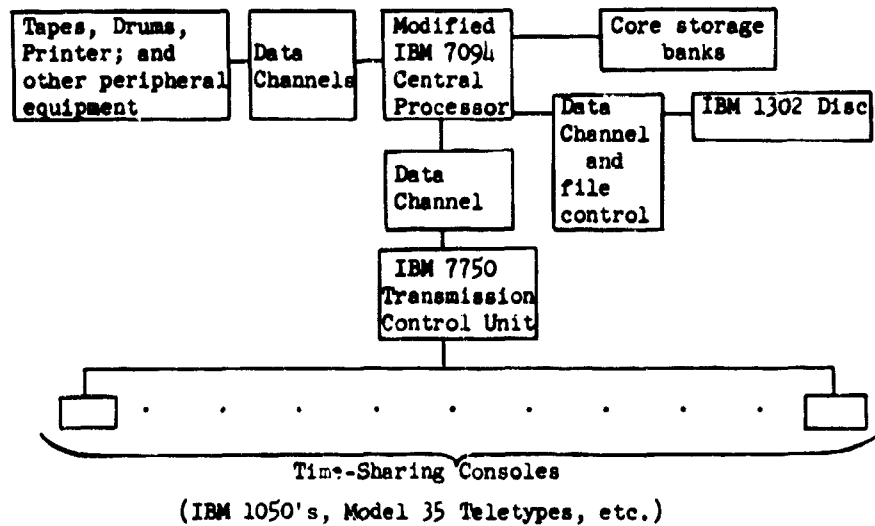 Tapes, Drums,
Printer; and
other peripheral
equipment
Data
Channels
Modified
IBM 7094
Central
Processor
Core storage
banks
Data
Channel
and
file
control
IBM 1302 Disc
Data
Channel
IBM 7750
Transmission
Control Unit
Time-Sharing Consoles
(IBM 1050's, Model 35 Teletypes, etc.)